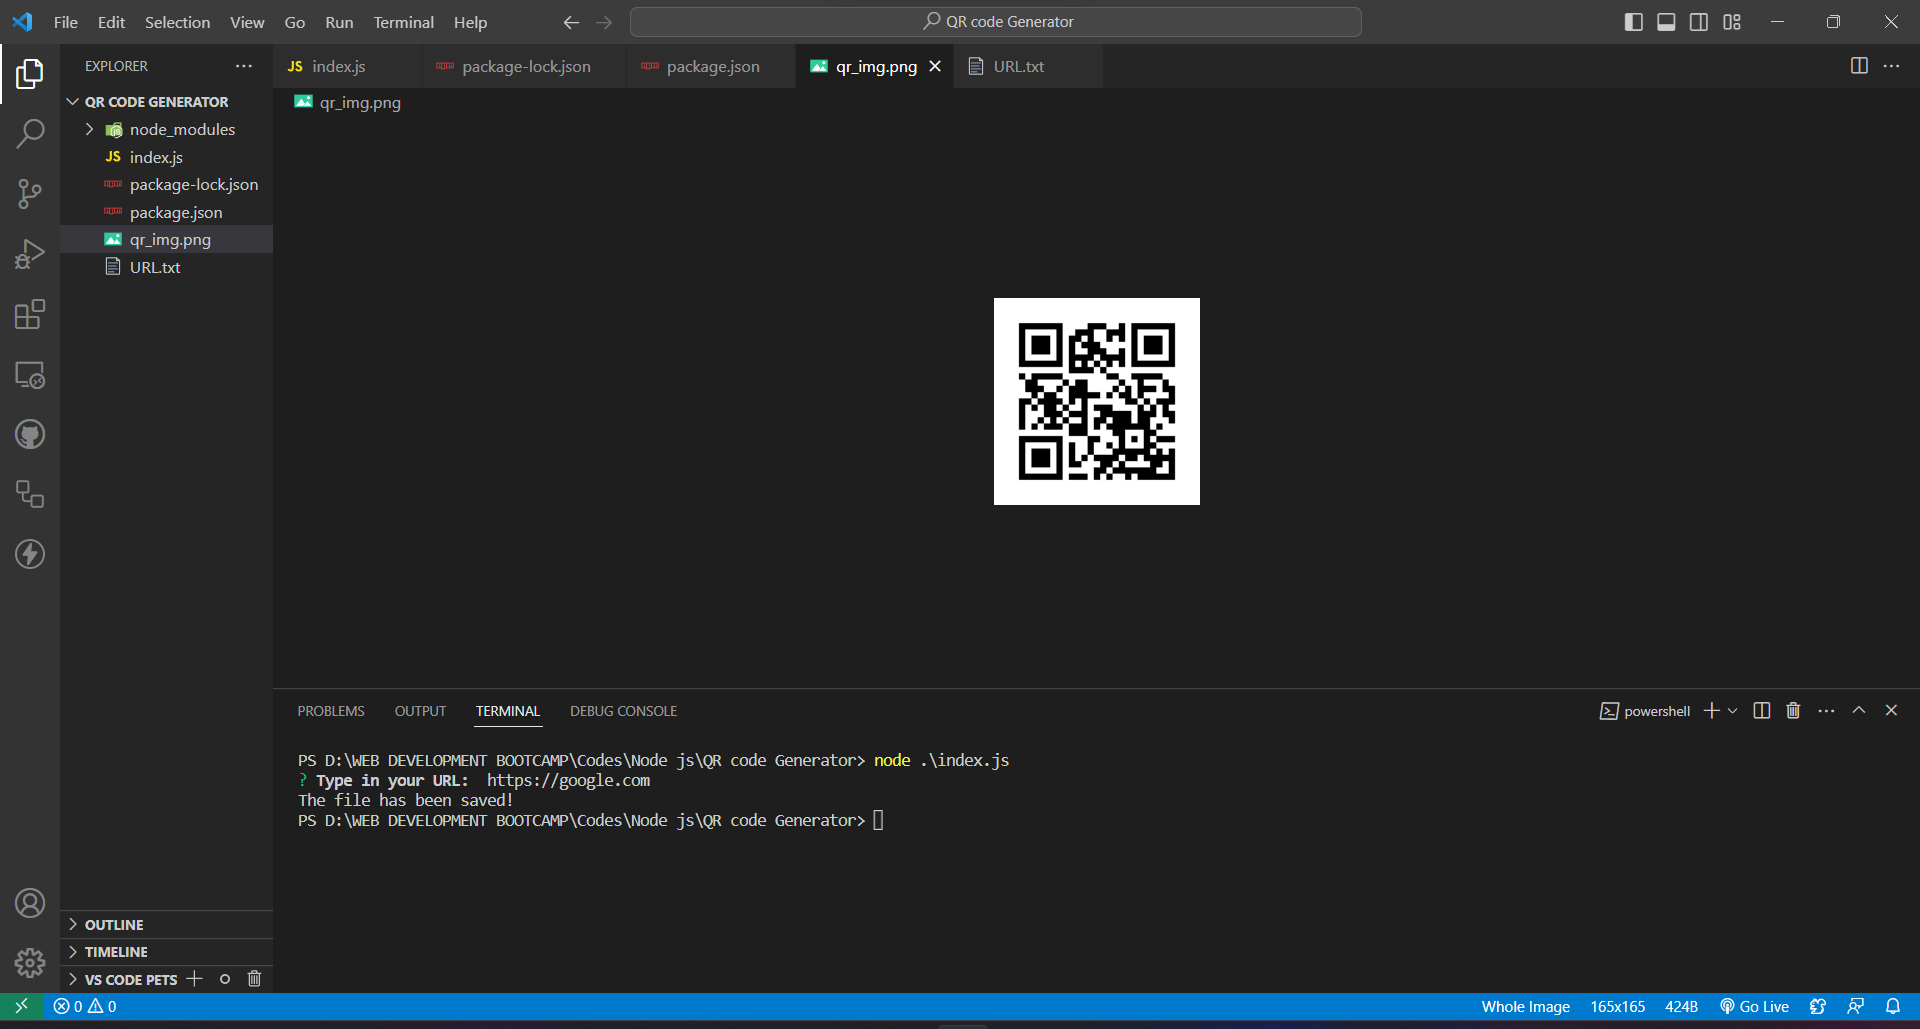 File Edit Selection View Go Run Terminal Help
QR code Generator
EXPLORER
QR CODE GENERATOR
node_modules
JS index.js
package-lock.json
package.json
qr_img.png
URL.txt
OUTLINE
TIMELINE
VS CODE PETS
JS index.js package-lock.json package.json qr_img.png URL.txt
qr_img.png
PROBLEMS OUTPUT TERMINAL DEBUG CONSOLE
powershell
PS D:\WEB DEVELOPMENT BOOTCAMP\Codes\Node js\QR code Generator> node .\index.js
? Type in your URL: https://google.com
The file has been saved!
PS D:\WEB DEVELOPMENT BOOTCAMP\Codes\Node js\QR code Generator>
0 0
Whole Image 165x165 424B Go Live